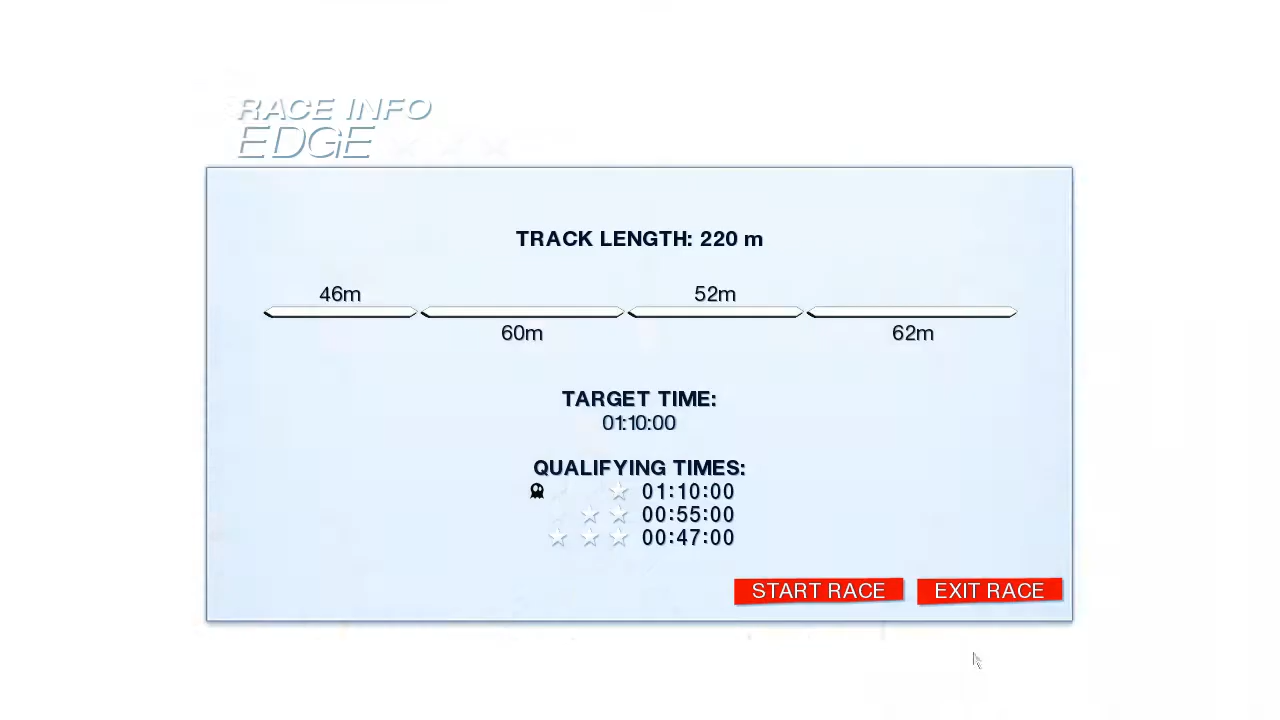 RACE INFO
EDGE
TRACK LENGTH: 220 m
46m
52m
60m
62m
TARGET TIME:
01:10:00
QUALIFYING TIMES:
01:10:00
00:55:00
00:47:00
START RACE
EXIT RACE